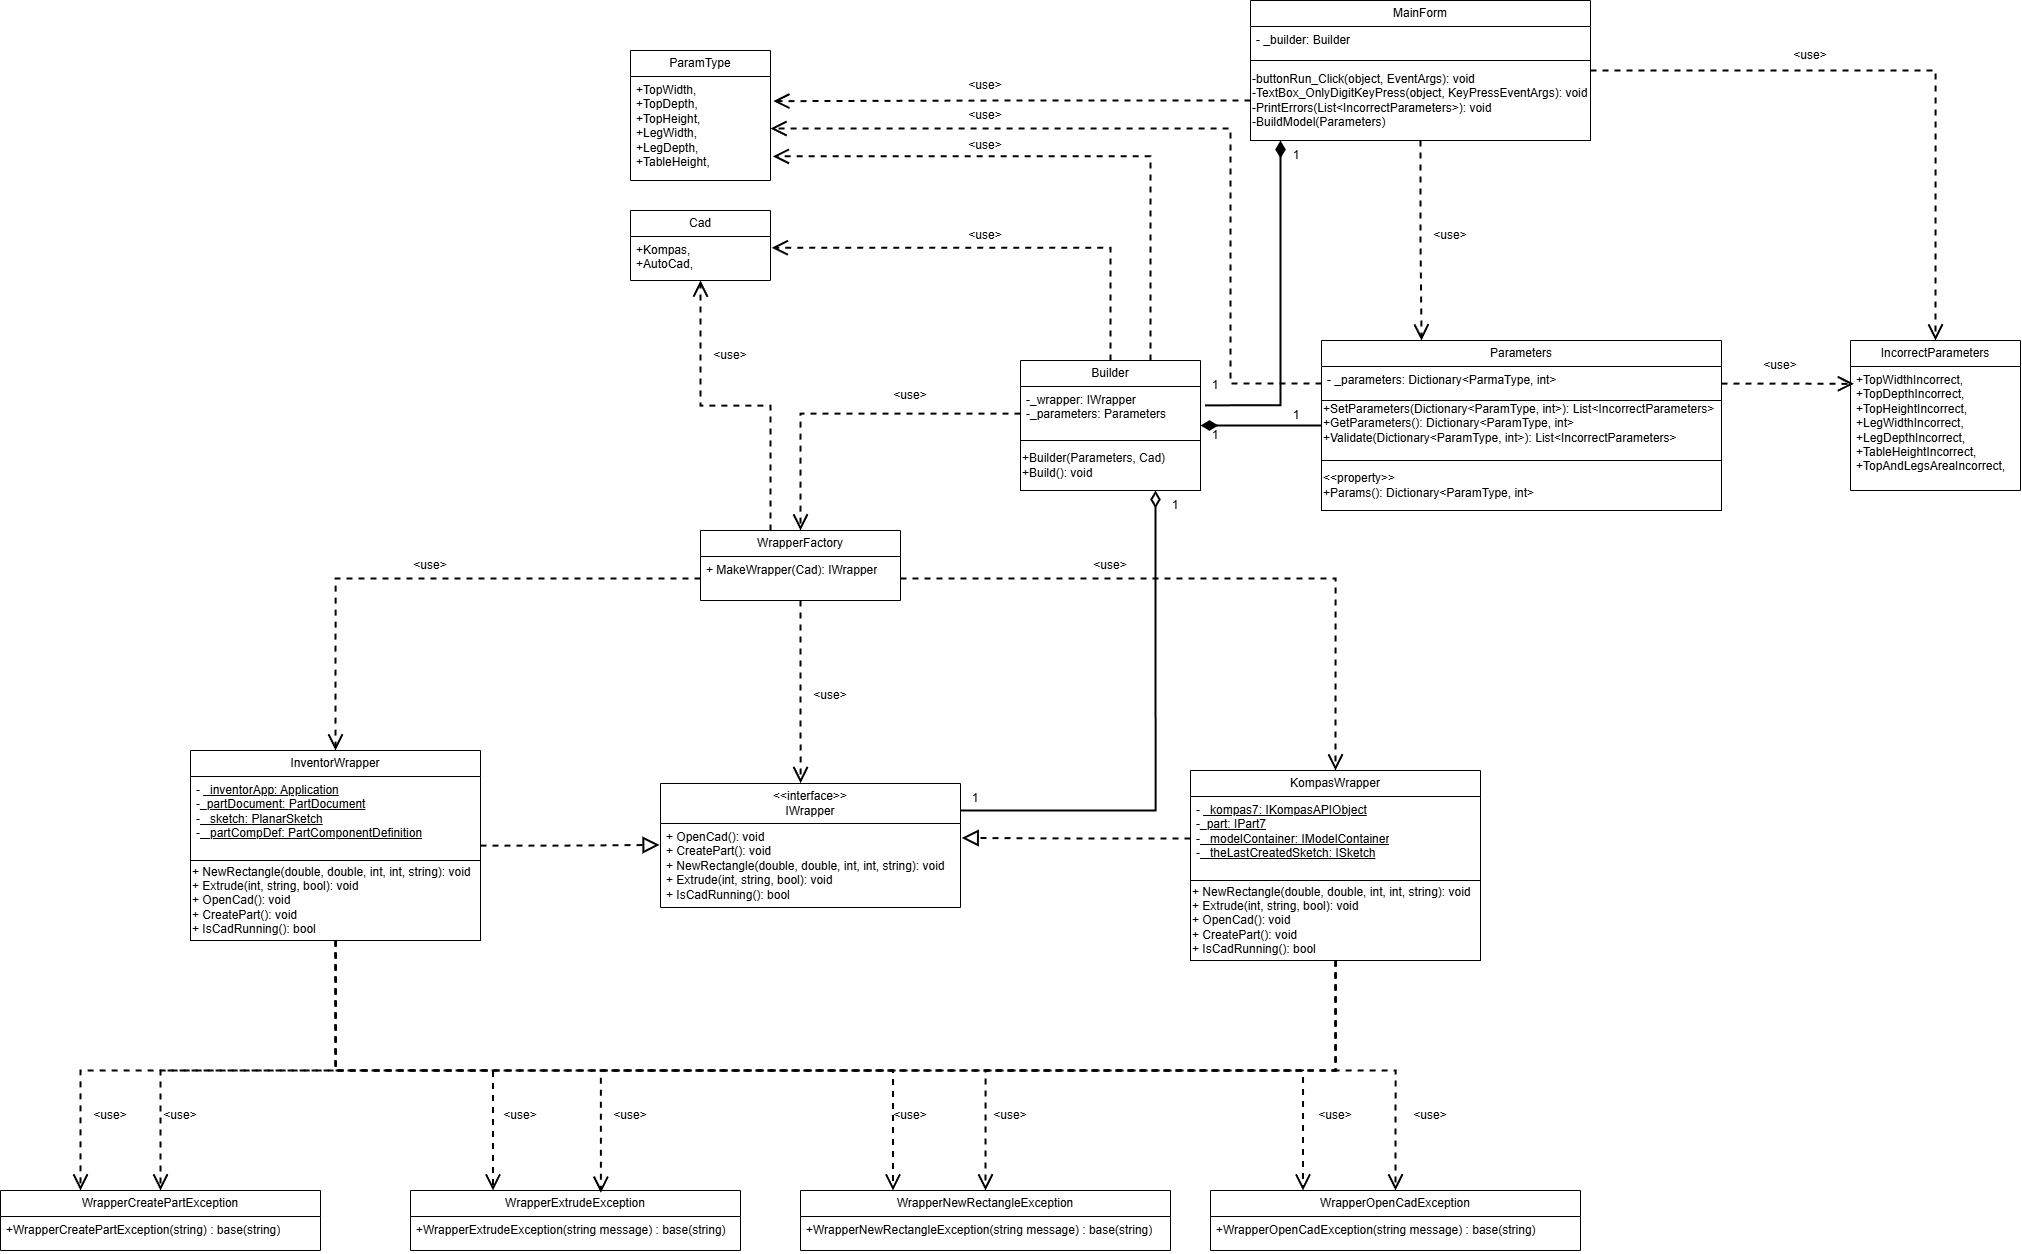 MainForm
- _builder: Builder
-buttonRun_Click(object, EventArgs): void
-TextBox_OnlyDigitKeyPress(object, KeyPressEventArgs): void
-PrintErrors(List<IncorrectParameters>): void
-BuildModel(Parameters)
<use>
ParamType
+TopWidth,
+TopDepth,
+TopHeight,
+LegWidth,
+LegDepth,
+TableHeight,
<use>
<use>
<use>
1
Cad
+Kompas,
+AutoCad,
<use>
<use>
<use>
Builder
-_wrapper: IWrapper
-_parameters: Parameters
+Builder(Parameters, Cad)
+Build(): void
<use>
1
1
1
1
Parameters
- _parameters: Dictionary<ParmaType, int>
+SetParameters(Dictionary<ParamType, int>): List<IncorrectParameters>
+GetParameters(): Dictionary<ParamType, int>
+Validate(Dictionary<ParamType, int>): List<IncorrectParameters>
<<property>>
+Params(): Dictionary<ParamType, int>
<use>
IncorrectParameters
+TopWidthIncorrect,
+TopDepthIncorrect,
+TopHeightIncorrect,
+LegWidthIncorrect,
+LegDepthIncorrect,
+TableHeightIncorrect,
+TopAndLegsAreaIncorrect,
WrapperFactory
+ MakeWrapper(Cad): IWrapper
<use>
<use>
<use>
InventorWrapper
- _inventorApp: Application
-_partDocument: PartDocument
-_sketch: PlanarSketch
-_partCompDef: PartComponentDefinition
+ NewRectangle(double, double, int, int, string): void
+ Extrude(int, string, bool): void
+ OpenCad(): void
+ CreatePart(): void
+ IsCadRunning(): bool
<<interface>>
IWrapper
+ OpenCad(): void
+ CreatePart(): void
+ NewRectangle(double, double, int, int, string): void
+ Extrude(int, string, bool): void
+ IsCadRunning(): bool
1
KompasWrapper
- _kompas7: IKompasAPIObject
-_part: IPart7
-_modelContainer: IModelContainer
-_theLastCreatedSketch: ISketch
+ NewRectangle(double, double, int, int, string): void
+ Extrude(int, string, bool): void
+ OpenCad(): void
+ CreatePart(): void
+ IsCadRunning(): bool
<use>
<use>
<use>
<use>
<use>
<use>
<use>
<use>
WrapperCreatePartException
+WrapperCreatePartException(string) : base(string)
WrapperExtrudeException
+WrapperExtrudeException(string message) : base(string)
WrapperNewRectangleException
+WrapperNewRectangleException(string message) : base(string)
WrapperOpenCadException
+WrapperOpenCadException(string message) : base(string)